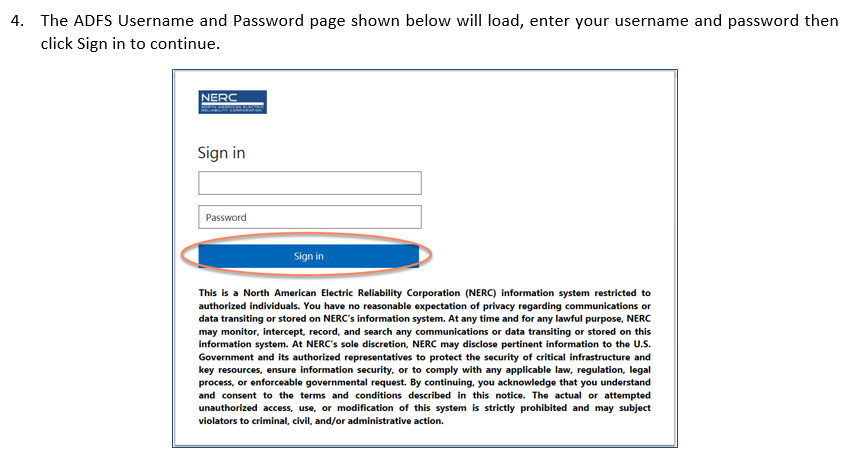 4. The ADFS Username and Password page shown below will load, enter your username and password then
click Sign in to continue.
NERC
NORTH AMERICAN ELECTRIC
RELIABILITY CORPORATION
Sign in
Password
Sign in
This is a North American Electric Reliability Corporation (NERC) information system restricted to
authorized individuals. You have no reasonable expectation of privacy regarding communications or
data transiting or stored on NERC's information system. At any time and for any lawful purpose, NERC
may monitor, intercept, record, and search any communications or data transiting or stored on this
information system. At NERC's sole discretion, NERC may disclose pertinent information to the U.S.
Government and its authorized representatives to protect the security of critical infrastructure and
key resources, ensure information security, or to comply with any applicable law, regulation, legal
process, or enforceable governmental request. By continuing, you acknowledge that you understand
and consent to the terms and conditions described in this notice. The actual or attempted
unauthorized access, use, or modification of this system is strictly prohibited and may subject
violators to criminal, civil, and/or administrative action.